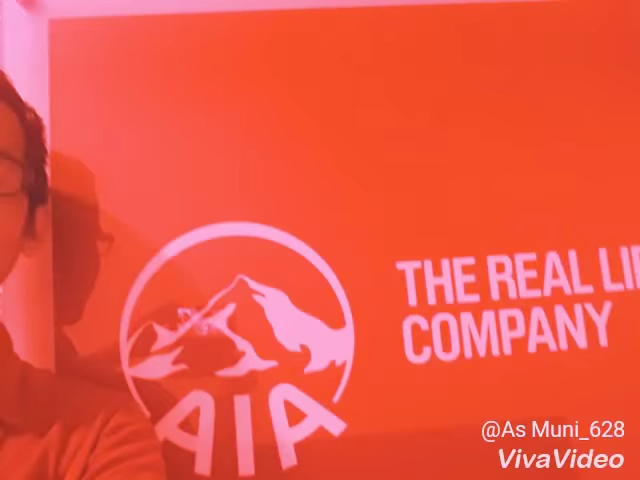 THE REAL LI
COMPANY
AIA
@As Muni_628
VivaVideo